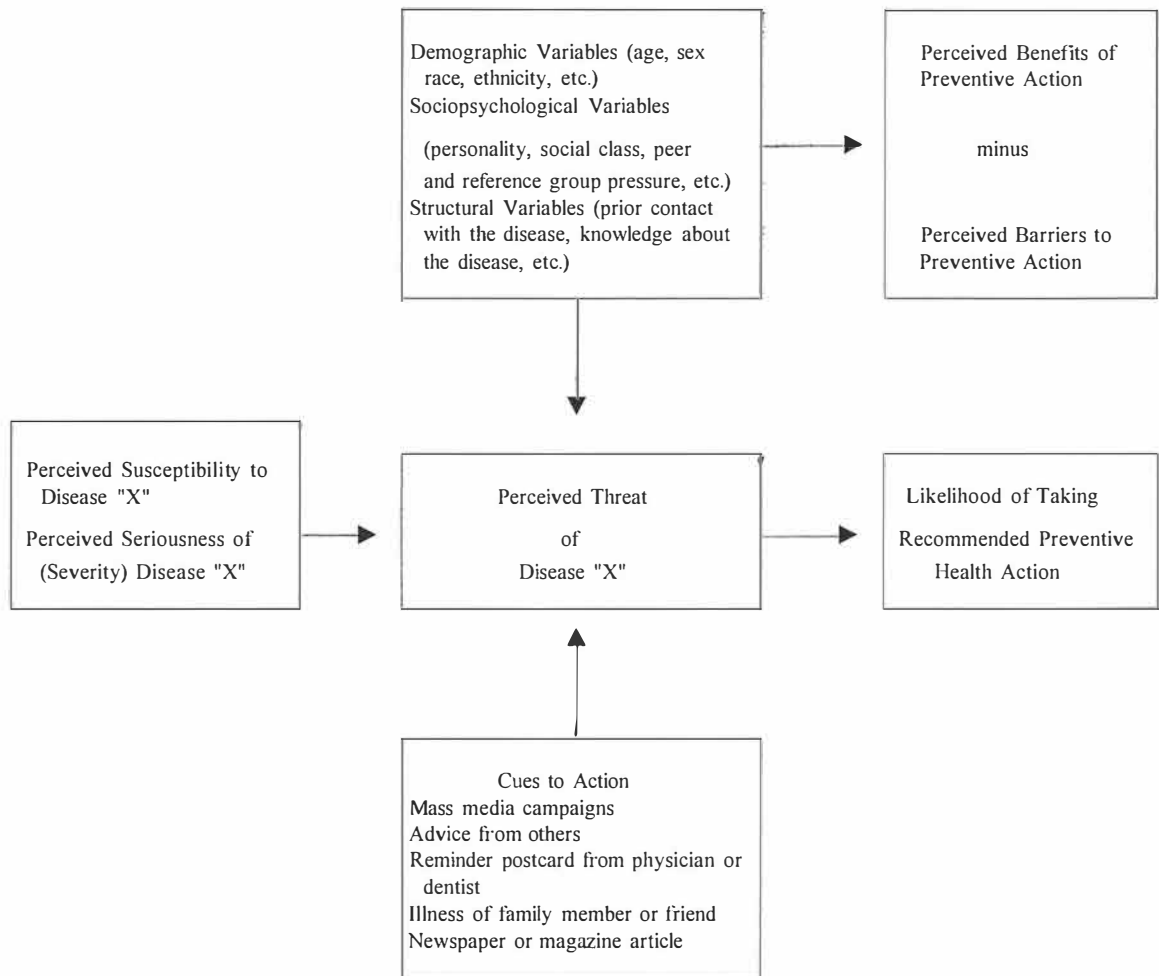 Demographic Variables (age, sex
race, ethnicity, etc.)
Sociopsychological Variables
(personality, social class, peer
and reference group pressure, etc.)
Structural Variables (prior contact
with the disease, knowledge about
the disease, etc.)
Perceived Benefits of
Preventive Action
minus
Perceived Barriers to
Preventive Action
Perceived Susceptibility to
Disease "X"
Perceived Seriousness of
(Severity) Disease "X"
Perceived Threat
of
Disease "X"
Likelihood of Taking
Recommended Preventive
Health Action
Cues to Action
Mass media campaigns
Advice from others
Reminder postcard from physician or
dentist
Illness of family member or friend
Newspaper or magazine article